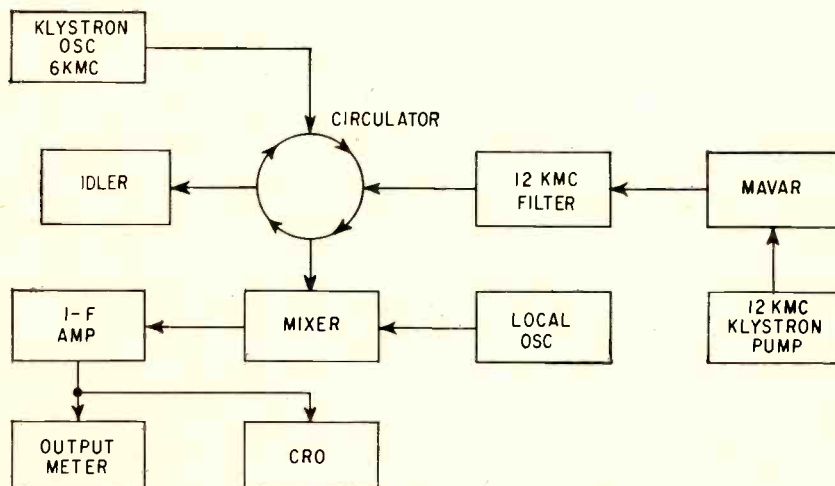 KLYSTRON
OSC
6KMC
CIRCULATOR
IDLER
12 KMC
FILTER
MAVAR
I-F
AMP
MIXER
LOCAL
OSC
12 KMC
KLYSTRON
PUMP
OUTPUT
METER
CRO